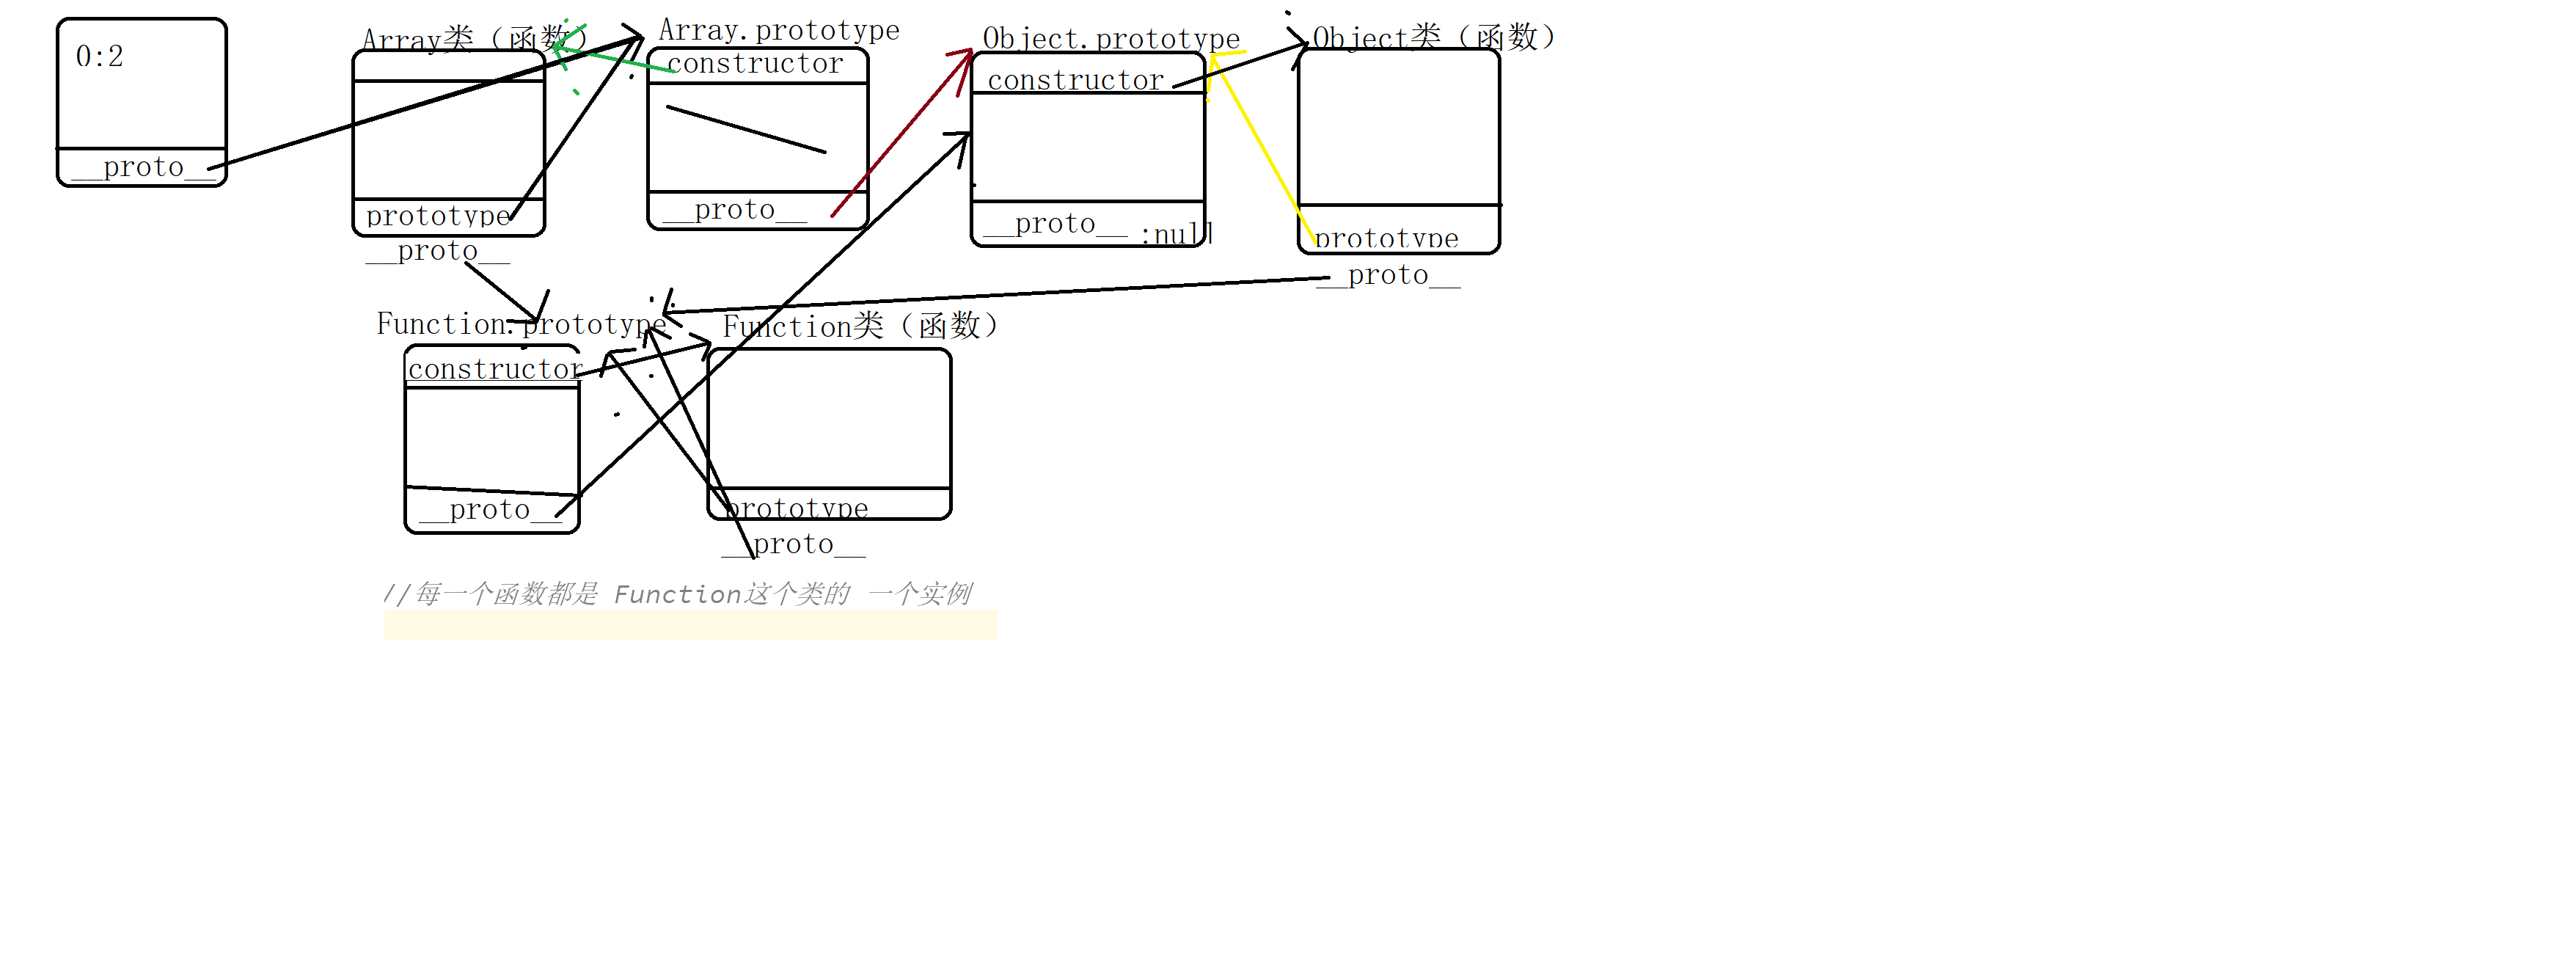 0:2
__proto__
Array类（函数）
prototype
__proto__
Array.prototype
constructor
__proto__
Object.prototype
constructor
__proto__ :null
Object类（函数）
prototype
__proto__
Function.prototype
constructor
__proto__
Function类（函数）
prototype
__proto__
//每一个函数都是 Function这个类的 一个实例